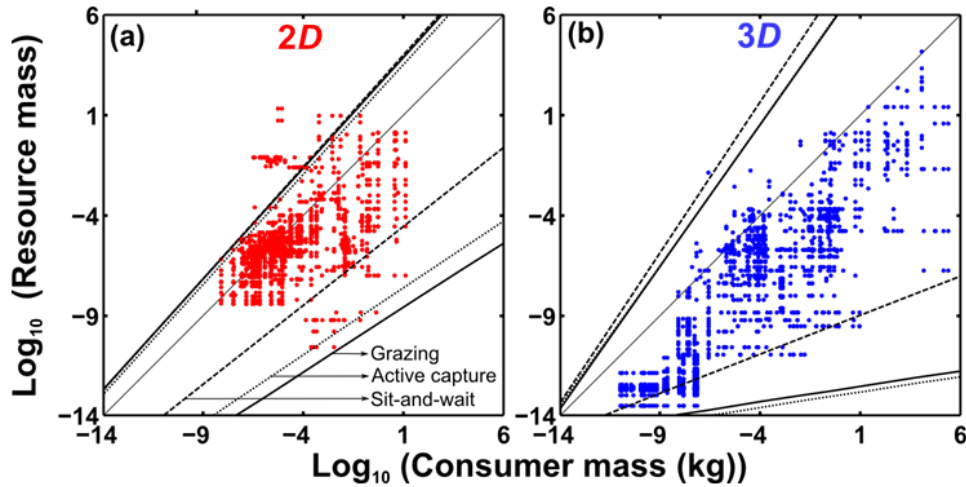 (a) 2D
(b) 3D
Log₁₀ (Resource mass)
6
1
−4
−9
−14
Grazing
Active capture
Sit-and-wait
−14 −9 −4 1 6
6
1
−4
−9
−14
−14 −9 −4 1 6
Log₁₀ (Consumer mass (kg))